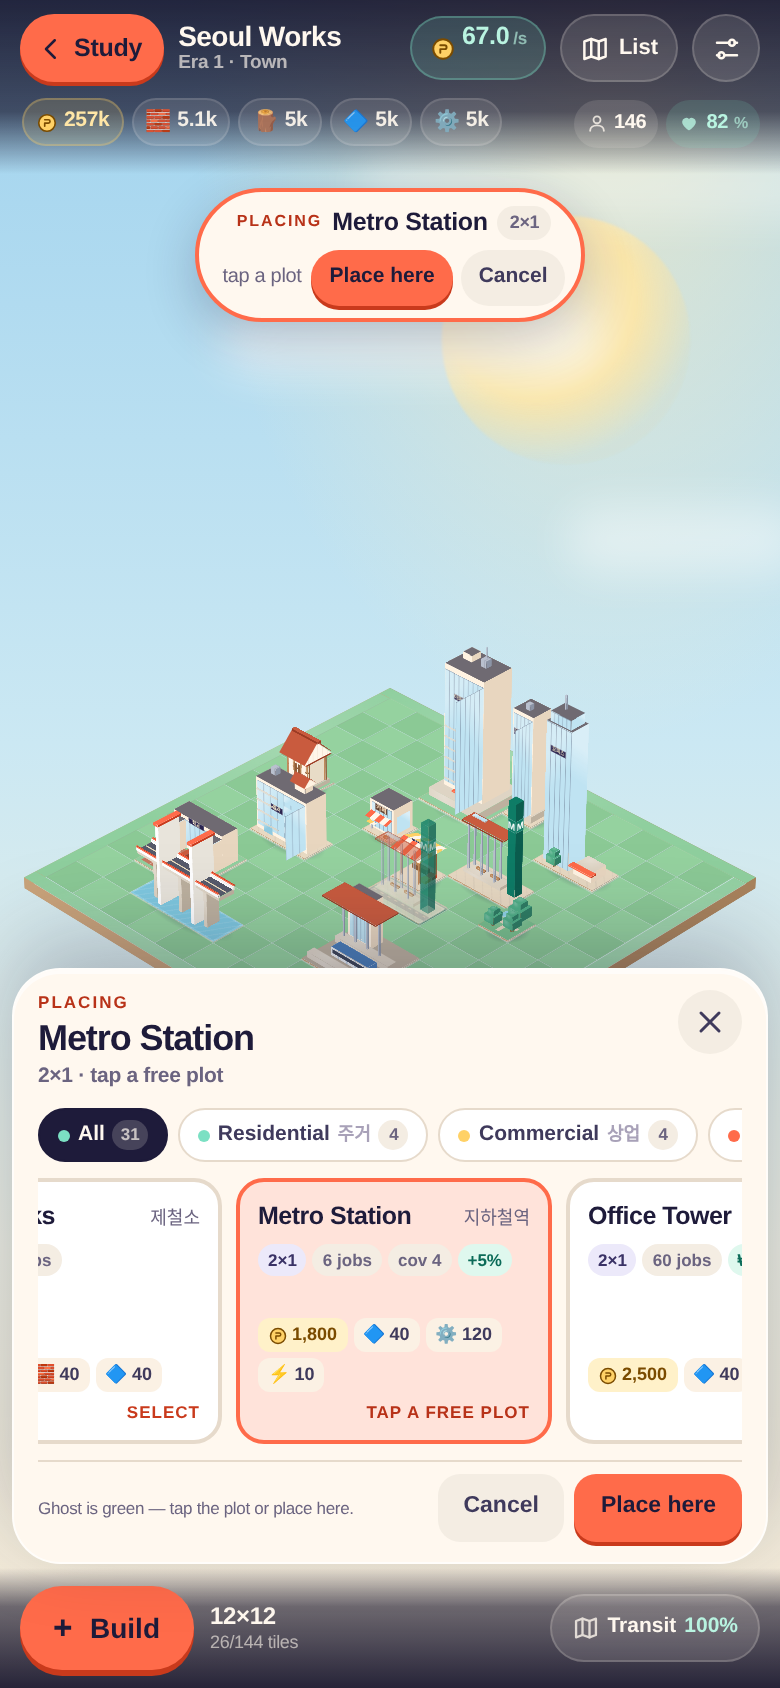 Study
Seoul Works
Era 1 · Town
67.0 /s
List
257k
5.1k
5k
5k
5k
146
82 %
PLACING Metro Station 2×1
tap a plot Place here Cancel
PLACING
Metro Station
2×1 · tap a free plot
All 31
Residential 주거 4
Commercial 상업 4
제철소
40
40
SELECT
Metro Station 지하철역
2×1 6 jobs cov 4 +5%
1,800 40 120
10
TAP A FREE PLOT
Office Tower
2×1 60 jobs
2,500 40
Ghost is green — tap the plot or place here.
Cancel
Place here
+ Build
12×12
26/144 tiles
Transit 100%